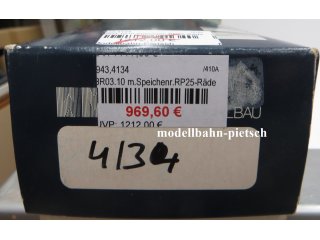 943,4134 /410A
BR03.10 m.Speichenr.RP25-Räde
969,60 €
UVP: 1212,00 €
LBAU
modellbahn-pietsch
4134